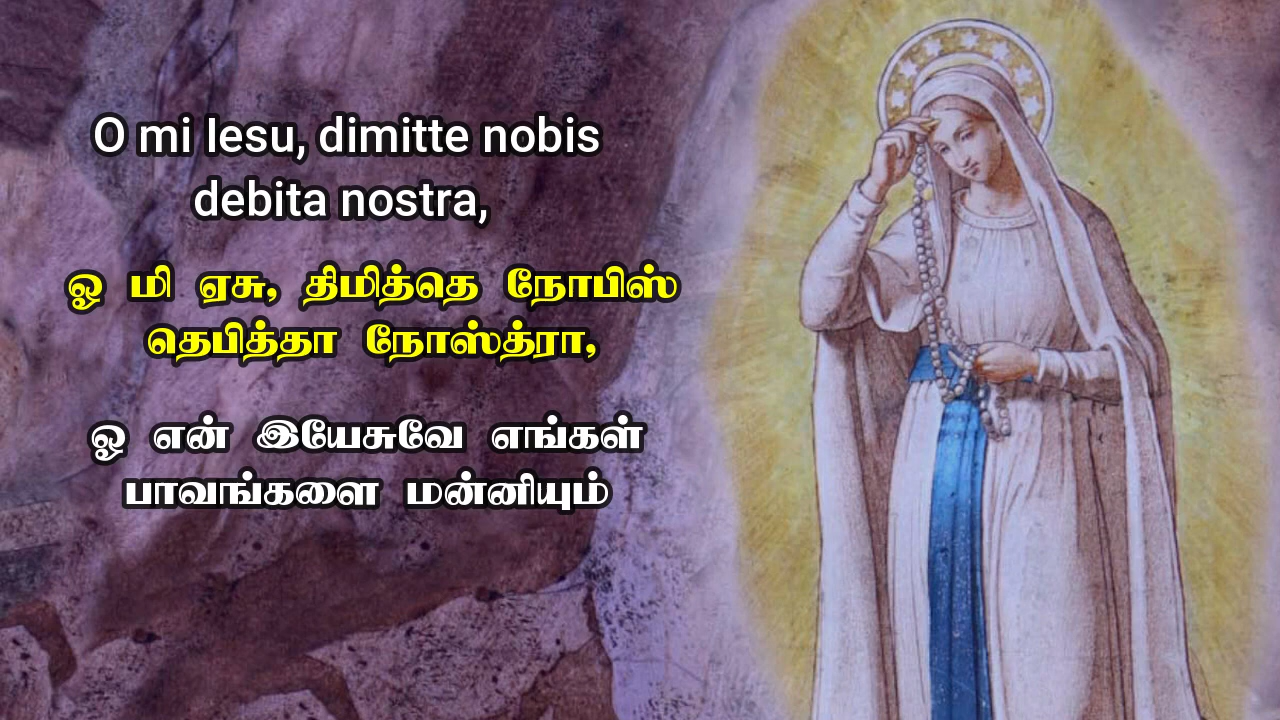 O mi Iesu, dimitte nobis
debita nostra,
ஓ மி ஏசு, திமித்தெ நோபிஸ்
தெபித்தா நோஸ்த்ரா,
ஓ என் இயேசுவே எங்கள்
பாவங்களை மன்னியும்